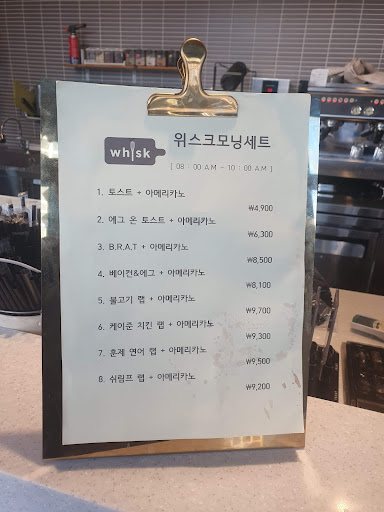 whisk
위스크모닝세트
[ 08 : 00 A.M - 10 : 00 A.M ]
1. 토스트 + 아메리카노
₩4,900
2. 에그 온 토스트 + 아메리카노
₩6,300
3. B.R.A.T + 아메리카노
₩8,500
4. 베이컨&에그 + 아메리카노
₩8,100
5. 불고기 랩 + 아메리카노
₩9,700
6. 케이준 치킨 랩 + 아메리카노
₩9,300
7. 훈제 연어 랩 + 아메리카노
₩9,500
8. 쉬림프 랩 + 아메리카노
₩9,200